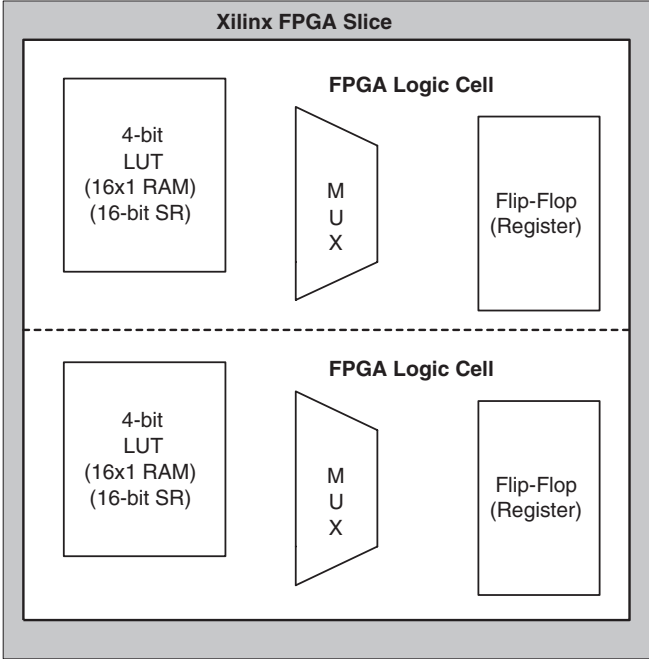 Xilinx FPGA Slice
FPGA Logic Cell
4-bit
LUT
(16x1 RAM)
(16-bit SR)
M
U
X
Flip-Flop
(Register)
FPGA Logic Cell
4-bit
LUT
(16x1 RAM)
(16-bit SR)
M
U
X
Flip-Flop
(Register)